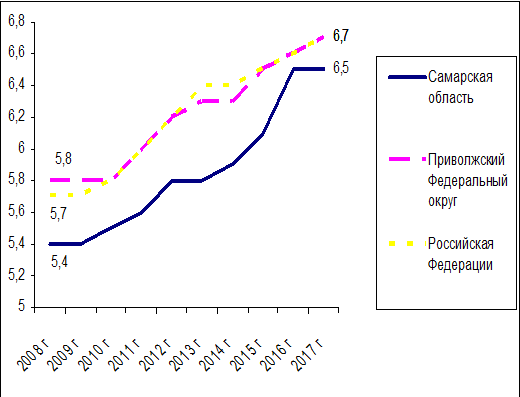 6,8
6,6
6,4
6,2
6
5,8
5,6
5,4
5,2
5
5,8
5,7
5,4
6,7
6,5
2008 г
2009 г
2010 г
2011 г
2012 г
2013 г
2014 г
2015 г
2016 г
2017 г
Самарская
область
Приволжский
Федеральный
округ
Российская
Федерации